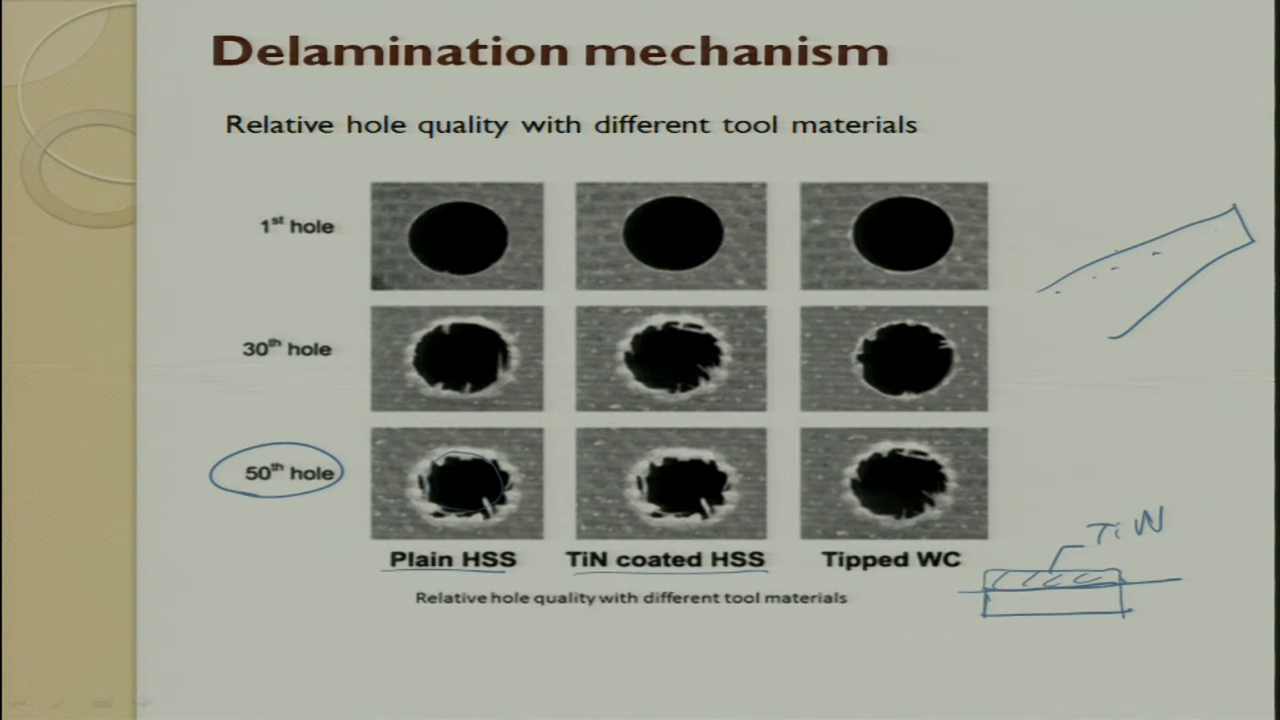 Delamination mechanism
Relative hole quality with different tool materials
1st hole
30th hole
50th hole
Plain HSS
TiN coated HSS
Tipped WC
Relative hole quality with different tool materials
TiN